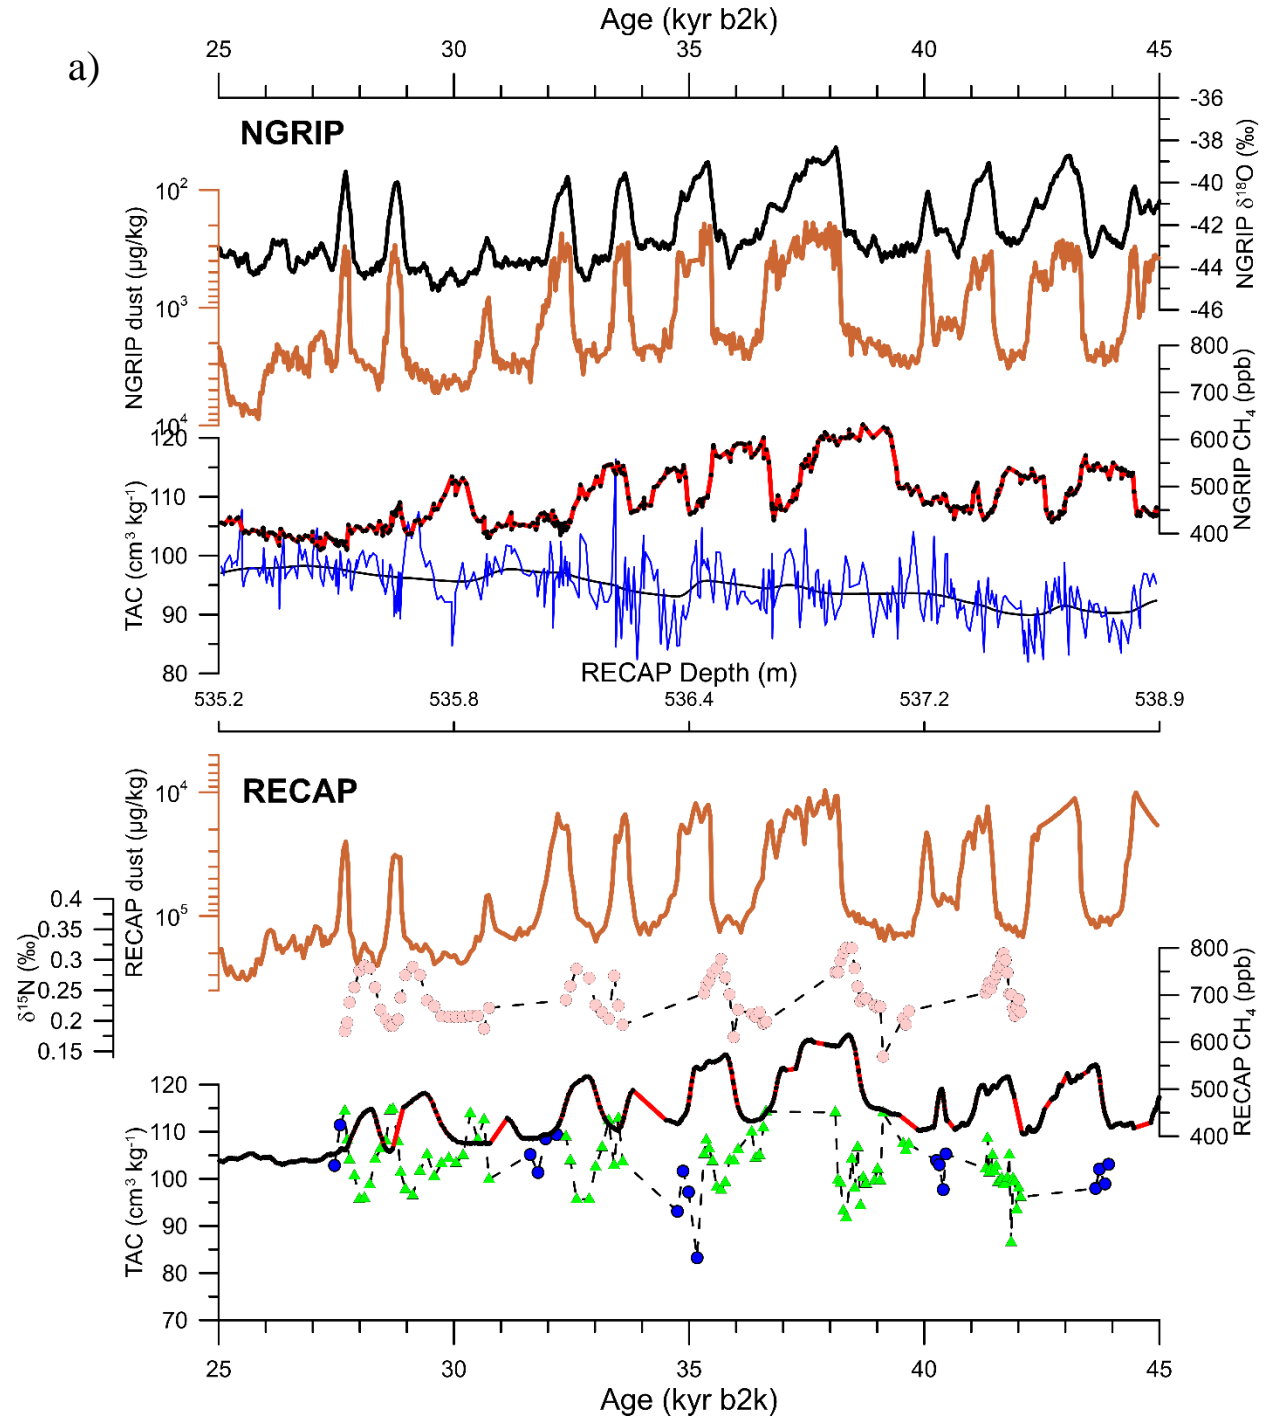 Age (kyr b2k)
25 30 35 40 45
a)
NGRIP
-36
-38
-40
-42
-44
-46
NGRIP δ¹⁸O (‰)
10²
10³
10⁴
NGRIP dust (µg/kg)
800
700
600
500
400
NGRIP CH₄ (ppb)
120
110
100
90
80
TAC (cm³ kg⁻¹)
RECAP Depth (m)
535.2 535.8 536.4 537.2 538.9
RECAP
10⁴
10⁵
RECAP dust (µg/kg)
0.4
0.35
0.3
0.25
0.2
0.15
δ¹⁵N (‰)
800
700
600
500
400
RECAP CH₄ (ppb)
120
110
100
90
80
70
TAC (cm³ kg⁻¹)
25 30 35 40 45
Age (kyr b2k)